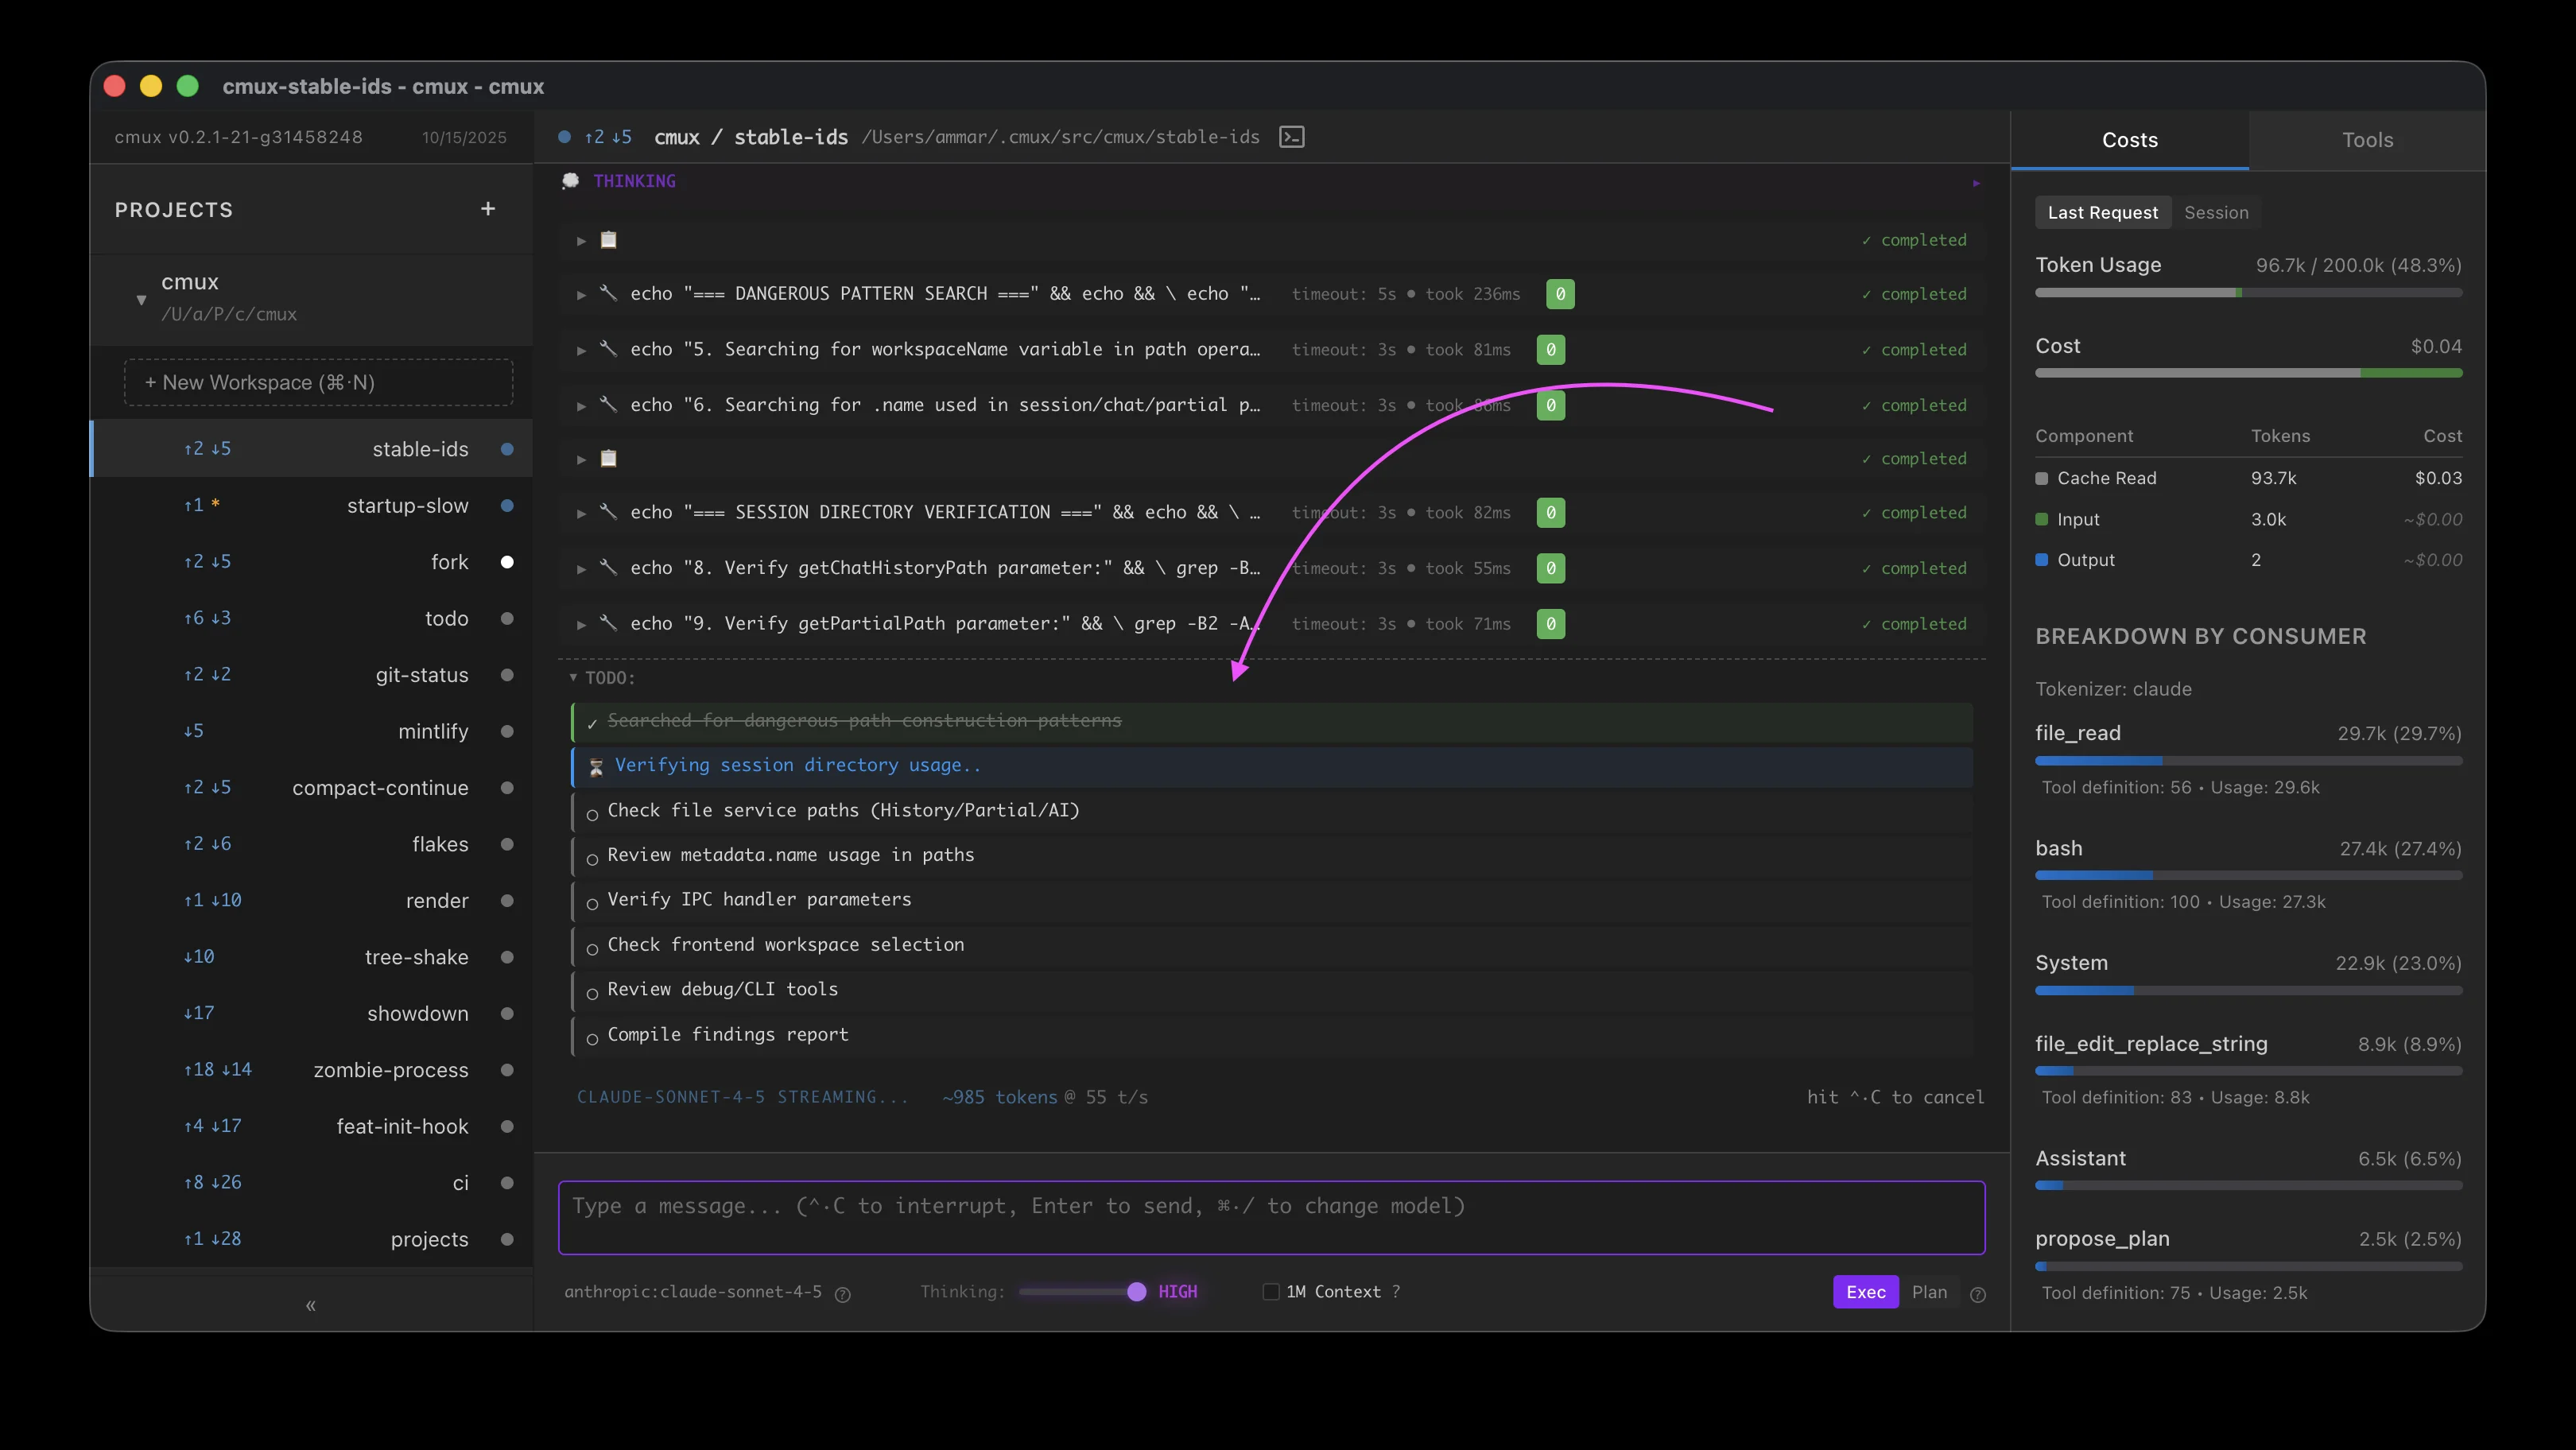 cmux-stable-ids - cmux - cmux
cmux v0.2.1-21-g31458248 10/15/2025
PROJECTS +
cmux
/U/a/P/c/cmux
+ New Workspace (⌘·N)
↑2 ↓5 stable-ids
↑1 * startup-slow
↑2 ↓5 fork
↑6 ↓3 todo
↑2 ↓2 git-status
↓5 mintlify
↑2 ↓5 compact-continue
↑2 ↓6 flakes
↑1 ↓10 render
↓10 tree-shake
↓17 showdown
↑18 ↓14 zombie-process
↑4 ↓17 feat-init-hook
↑8 ↓26 ci
↑1 ↓28 projects
«
↑2 ↓5 cmux / stable-ids /Users/ammar/.cmux/src/cmux/stable-ids
THINKING
✓ completed
echo "=== DANGEROUS PATTERN SEARCH ===" && echo && \ echo "… timeout: 5s • took 236ms 0 ✓ completed
echo "5. Searching for workspaceName variable in path opera… timeout: 3s • took 81ms 0 ✓ completed
echo "6. Searching for .name used in session/chat/partial p… timeout: 3s • took 86ms 0 ✓ completed
✓ completed
echo "=== SESSION DIRECTORY VERIFICATION ===" && echo && \ … timeout: 3s • took 82ms 0 ✓ completed
echo "8. Verify getChatHistoryPath parameter:" && \ grep -B… timeout: 3s • took 55ms 0 ✓ completed
echo "9. Verify getPartialPath parameter:" && \ grep -B2 -A… timeout: 3s • took 71ms 0 ✓ completed
TODO:
✓ Searched for dangerous path construction patterns
Verifying session directory usage..
Check file service paths (History/Partial/AI)
Review metadata.name usage in paths
Verify IPC handler parameters
Check frontend workspace selection
Review debug/CLI tools
Compile findings report
CLAUDE-SONNET-4-5 STREAMING... ~985 tokens @ 55 t/s hit ⌃·C to cancel
Type a message... (⌃·C to interrupt, Enter to send, ⌘·/ to change model)
anthropic:claude-sonnet-4-5 ? Thinking: HIGH 1M Context ? Exec Plan ?
Costs Tools
Last Request Session
Token Usage 96.7k / 200.0k (48.3%)
Cost $0.04
Component Tokens Cost
Cache Read 93.7k $0.03
Input 3.0k ~$0.00
Output 2 ~$0.00
BREAKDOWN BY CONSUMER
Tokenizer: claude
file_read 29.7k (29.7%)
Tool definition: 56 • Usage: 29.6k
bash 27.4k (27.4%)
Tool definition: 100 • Usage: 27.3k
System 22.9k (23.0%)
file_edit_replace_string 8.9k (8.9%)
Tool definition: 83 • Usage: 8.8k
Assistant 6.5k (6.5%)
propose_plan 2.5k (2.5%)
Tool definition: 75 • Usage: 2.5k